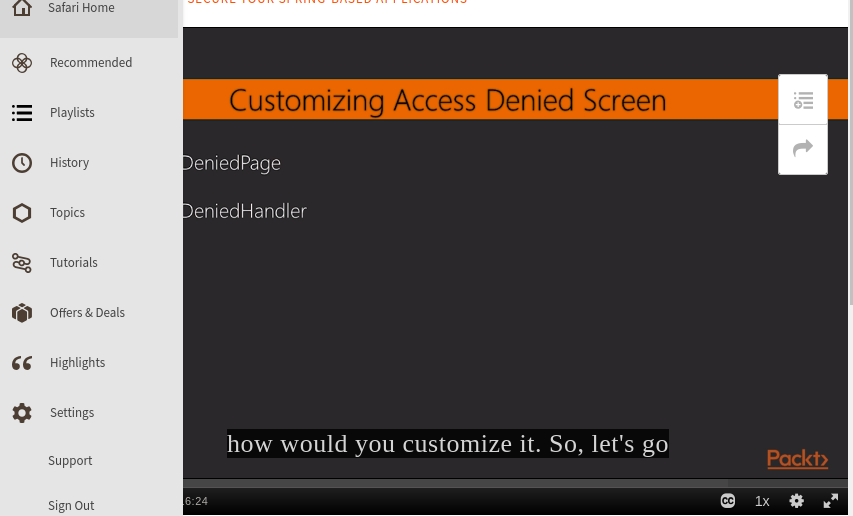 SECURE YOUR SPRING-BASED APPLICATIONS
Safari Home
Recommended
Playlists
History
Topics
Tutorials
Offers & Deals
Highlights
Settings
Support
Sign Out
Customizing Access Denied Screen
DeniedPage
DeniedHandler
how would you customize it. So, let's go
Packt>
6:24
CC
1x